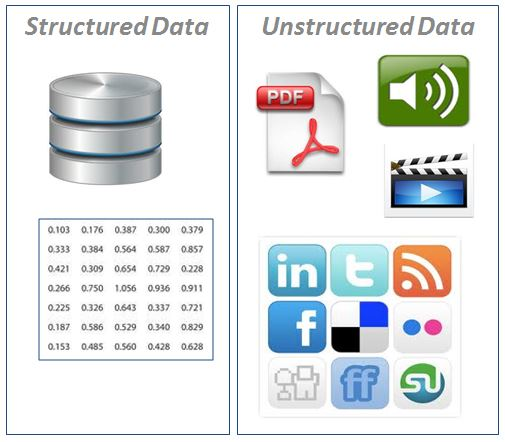 Structured Data
0.103 0.176 0.387 0.300 0.379
0.333 0.384 0.564 0.587 0.857
0.421 0.309 0.654 0.729 0.228
0.266 0.750 1.056 0.936 0.911
0.225 0.326 0.643 0.337 0.721
0.187 0.586 0.529 0.340 0.829
0.153 0.485 0.560 0.428 0.628
Unstructured Data
PDF
in
t
f
ff
SU